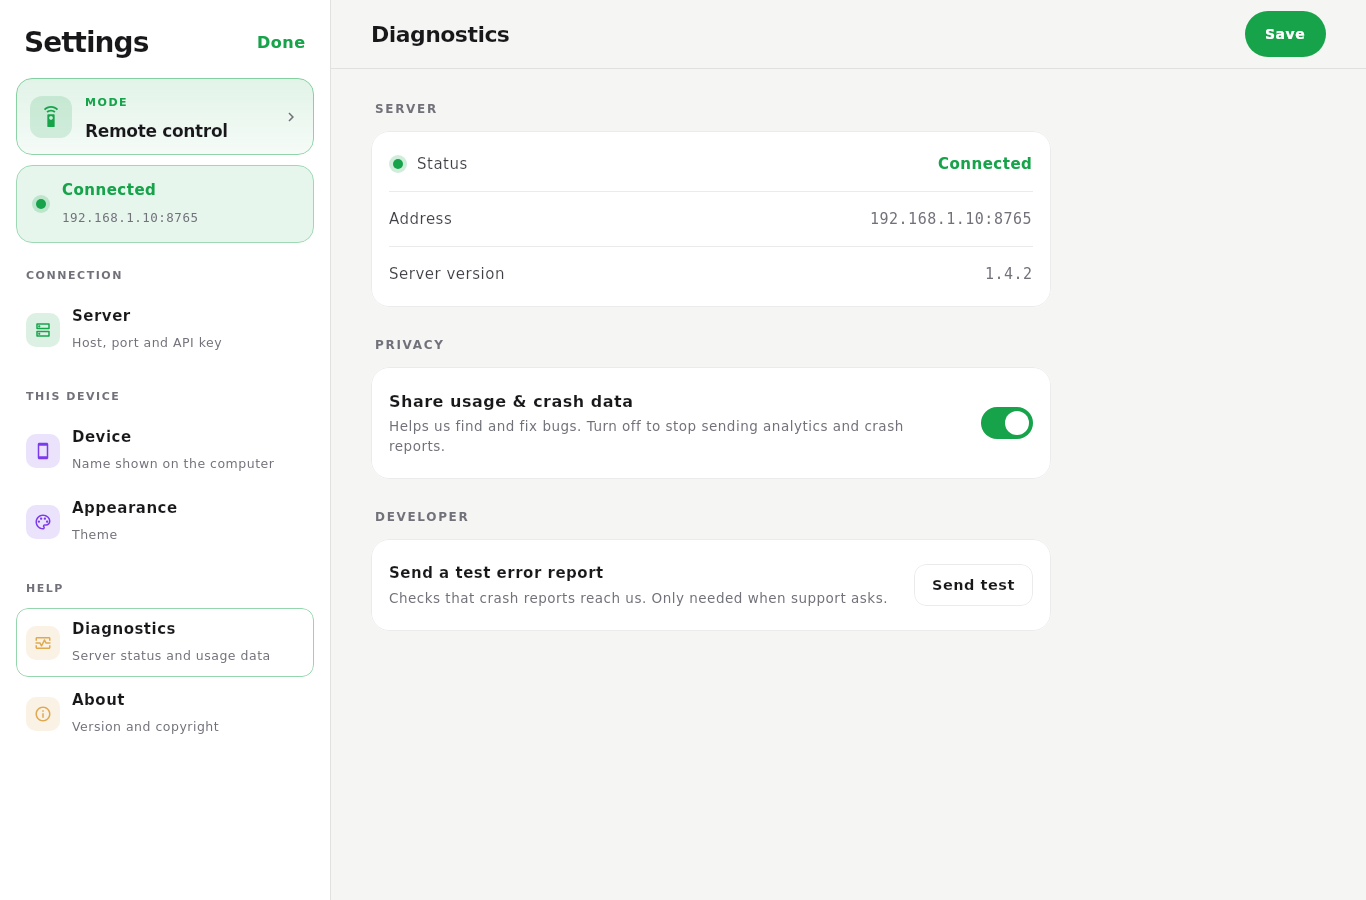 Settings
Done
MODE
Remote control
Connected
192.168.1.10:8765
CONNECTION
Server
Host, port and API key
THIS DEVICE
Device
Name shown on the computer
Appearance
Theme
HELP
Diagnostics
Server status and usage data
About
Version and copyright
Diagnostics
Save
SERVER
Status
Connected
Address
192.168.1.10:8765
Server version
1.4.2
PRIVACY
Share usage & crash data
Helps us find and fix bugs. Turn off to stop sending analytics and crash
reports.
DEVELOPER
Send a test error report
Checks that crash reports reach us. Only needed when support asks.
Send test